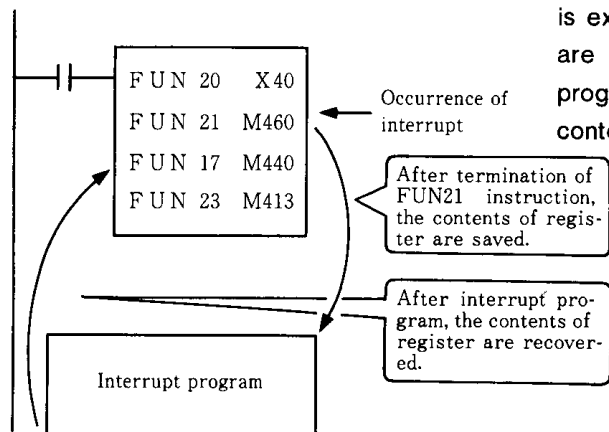 is ex
are
prog
conte
FUN 20 X40
FUN 21 M460
FUN 17 M440
FUN 23 M413
Occurrence of
interrupt
After termination of
FUN21 instruction,
the contents of regis-
ter are saved.
After interrupt pro-
gram, the contents of
register are recover-
ed.
Interrupt program